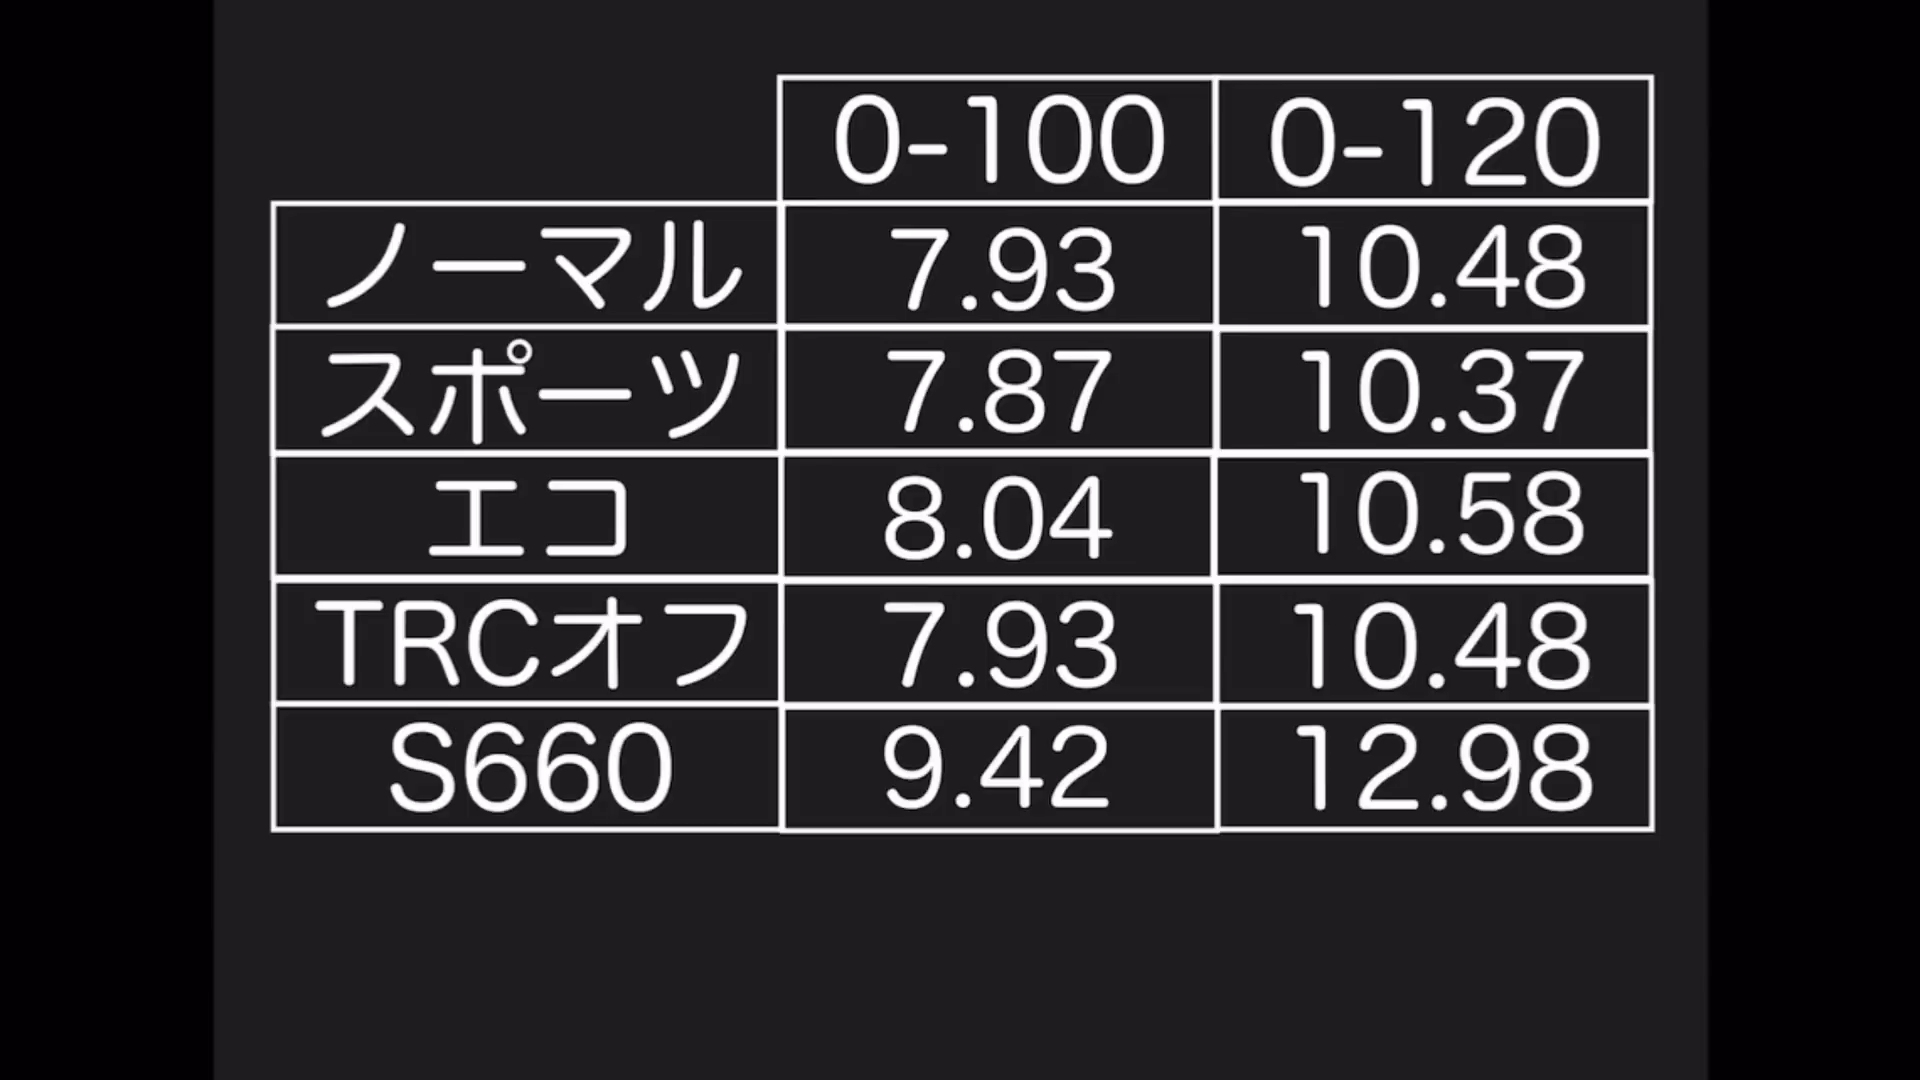 0-100 0-120
ノーマル 7.93 10.48
スポーツ 7.87 10.37
エコ 8.04 10.58
TRCオフ 7.93 10.48
S660 9.42 12.98